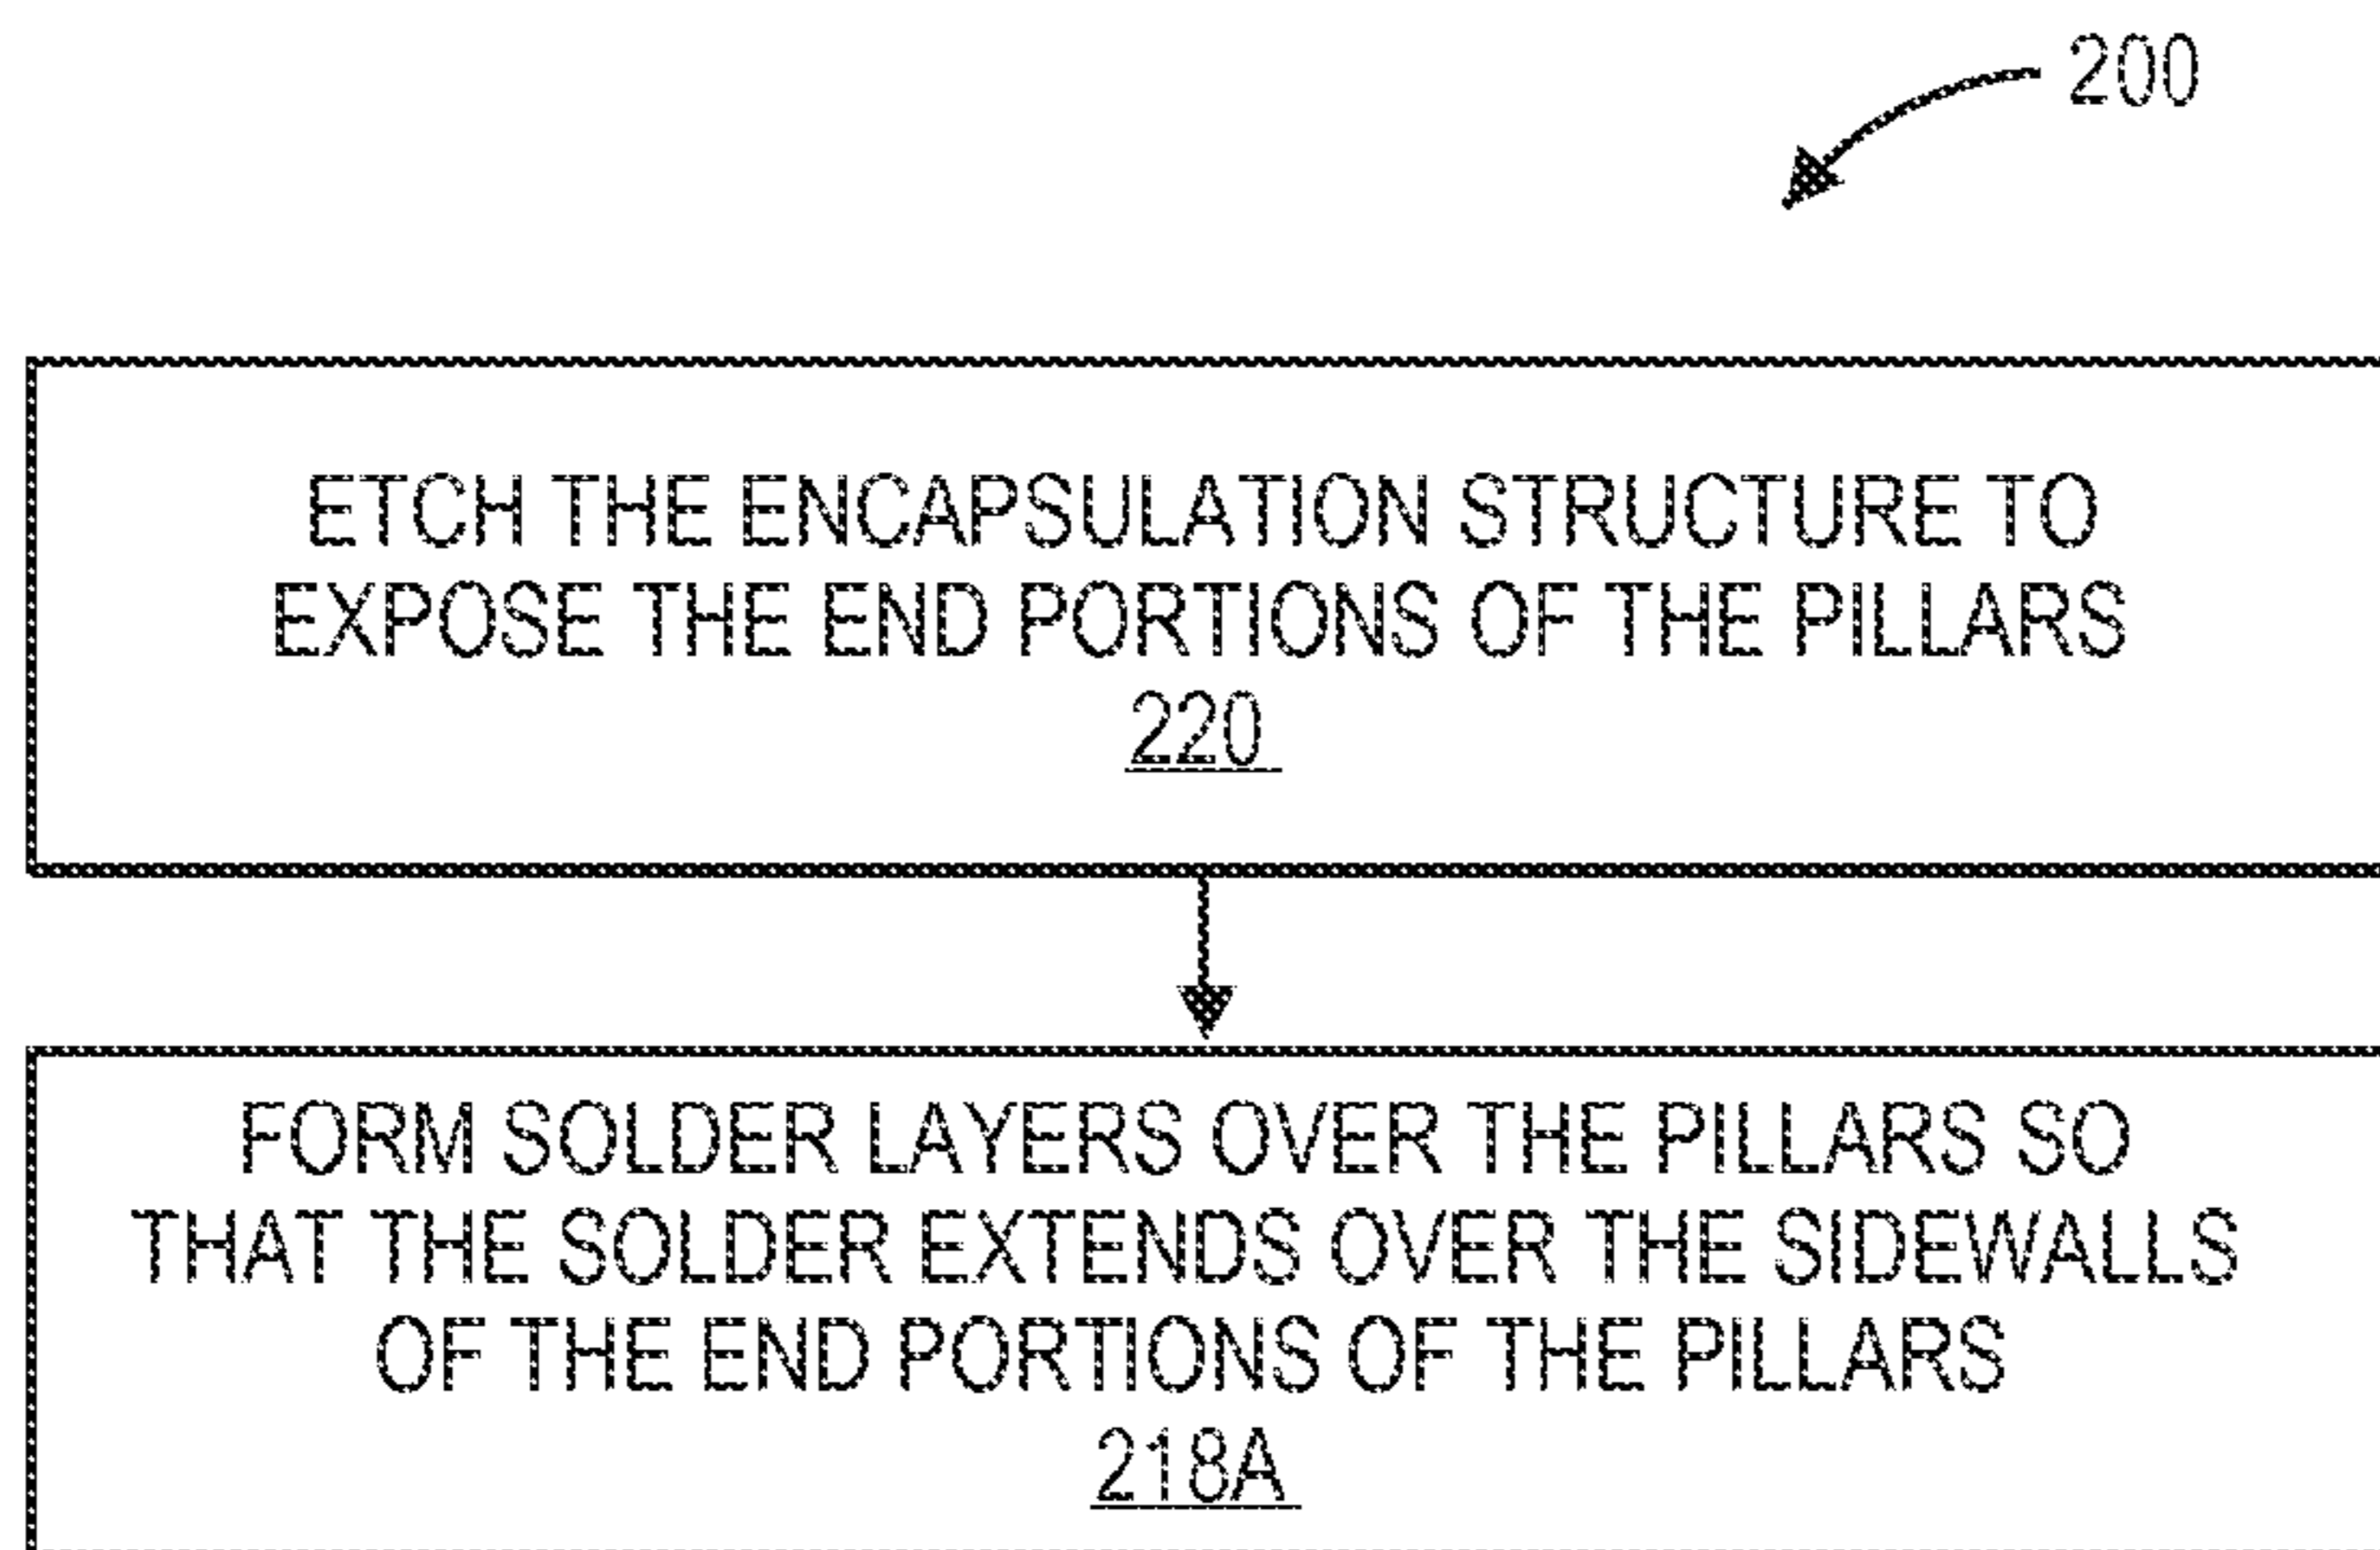 200
ETCH THE ENCAPSULATION STRUCTURE TO
EXPOSE THE END PORTIONS OF THE PILLARS
220
FORM SOLDER LAYERS OVER THE PILLARS SO
THAT THE SOLDER EXTENDS OVER THE SIDEWALLS
OF THE END PORTIONS OF THE PILLARS
218A